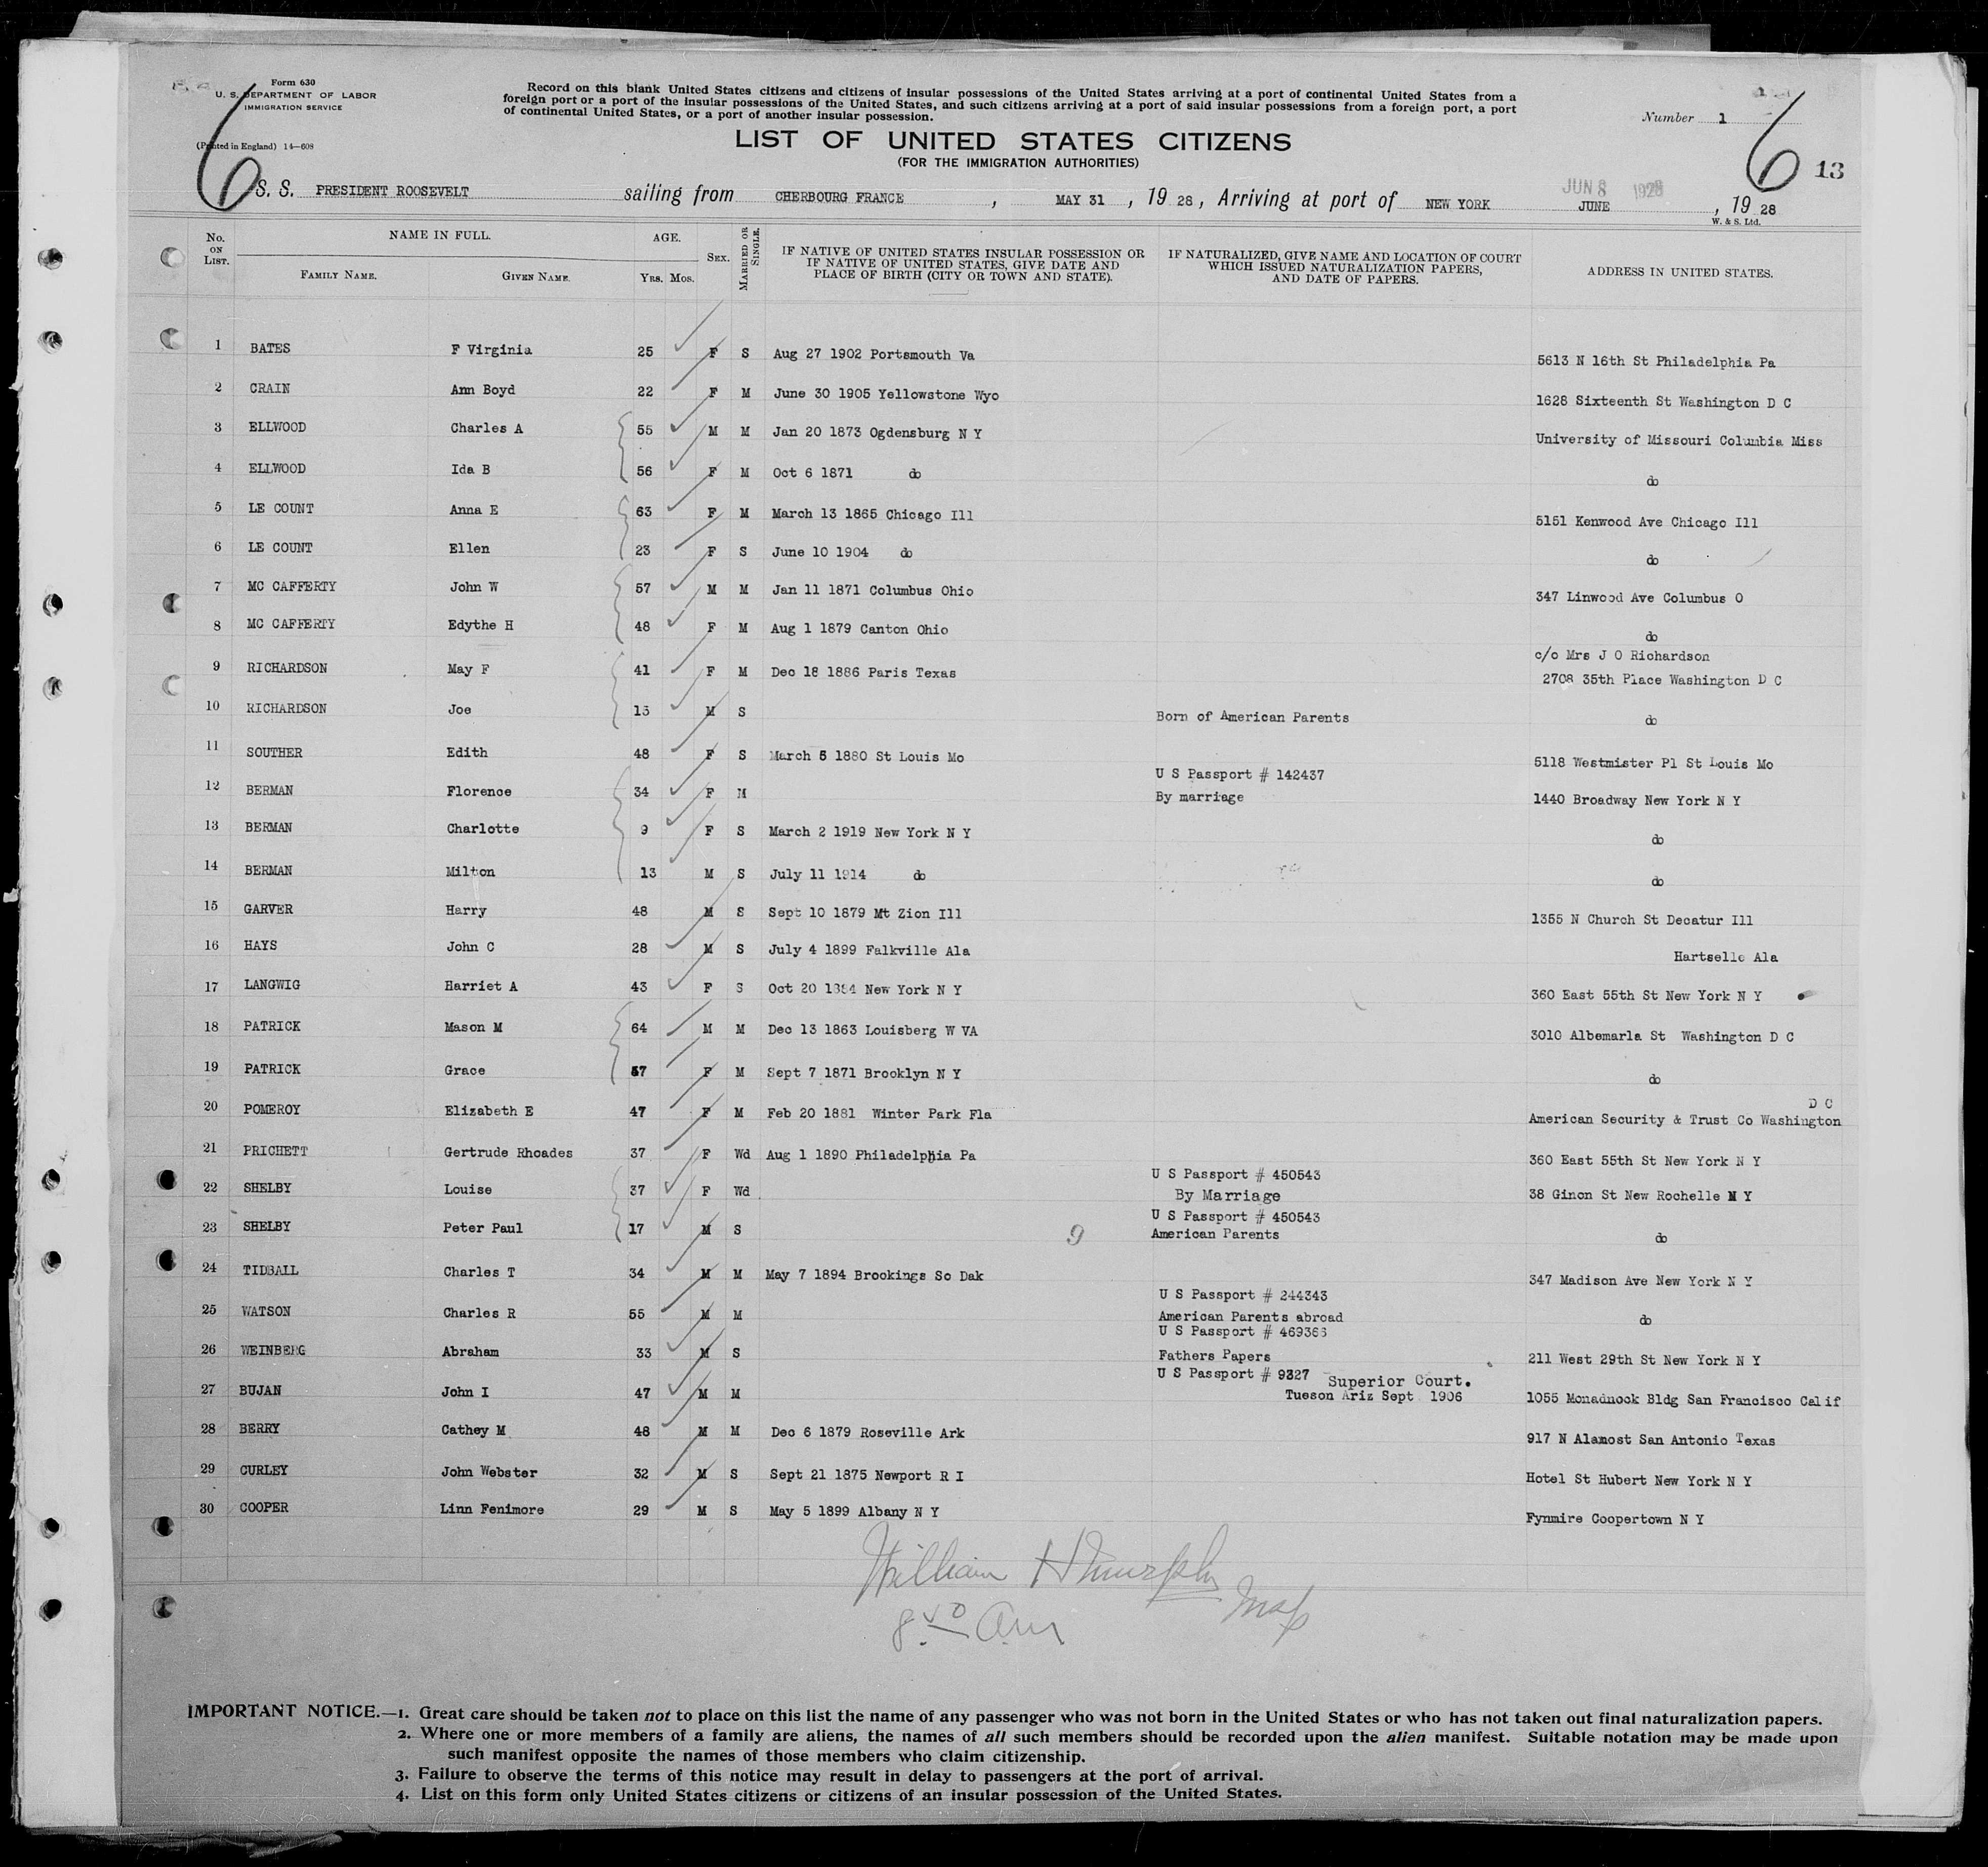 Form 630
U. S. DEPARTMENT OF LABOR
IMMIGRATION SERVICE
(Printed in England) 14—608
Record on this blank United States citizens and citizens of insular possessions of the United States arriving at a port of continental United States from a
foreign port or a port of the insular possessions of the United States, and such citizens arriving at a port of said insular possessions from a foreign port, a port
of continental United States, or a port of another insular possession.
Number 1
6 6 13
LIST OF UNITED STATES CITIZENS
(FOR THE IMMIGRATION AUTHORITIES)
JUN 8 1928
S. S. PRESIDENT ROOSEVELT sailing from CHERBOURG FRANCE, MAY 31, 19 28, Arriving at port of NEW YORK JUNE, 19 28
W. & S. Ltd.
No. ON LIST. NAME IN FULL. FAMILY NAME. GIVEN NAME. AGE. YRS. MOS. SEX. MARRIED OR SINGLE. IF NATIVE OF UNITED STATES INSULAR POSSESSION OR IF NATIVE OF UNITED STATES, GIVE DATE AND PLACE OF BIRTH (CITY OR TOWN AND STATE). IF NATURALIZED, GIVE NAME AND LOCATION OF COURT WHICH ISSUED NATURALIZATION PAPERS, AND DATE OF PAPERS. ADDRESS IN UNITED STATES.
1 BATES F Virginia 25 F S Aug 27 1902 Portsmouth Va 5613 N 16th St Philadelphia Pa
2 CRAIN Ann Boyd 22 F M June 30 1905 Yellowstone Wyo 1628 Sixteenth St Washington D C
3 ELLWOOD Charles A 55 M M Jan 20 1873 Ogdensburg N Y University of Missouri Columbia Miss
4 ELLWOOD Ida B 56 F M Oct 6 1871 do do
5 LE COUNT Anna E 63 F M March 13 1865 Chicago Ill 5151 Kenwood Ave Chicago Ill
6 LE COUNT Ellen 23 F S June 10 1904 do do
7 MC CAFFERTY John W 57 M M Jan 11 1871 Columbus Ohio 347 Linwood Ave Columbus O
8 MC CAFFERTY Edythe H 48 F M Aug 1 1879 Canton Ohio do
c/o Mrs J O Richardson
9 RICHARDSON May F 41 F M Dec 18 1886 Paris Texas 2708 35th Place Washington D C
10 RICHARDSON Joe 13 M S Born of American Parents do
11 SOUTHER Edith 48 F S March 5 1880 St Louis Mo 5118 Westmister Pl St Louis Mo
U S Passport # 142437
12 BERMAN Florence 34 F M By marriage 1440 Broadway New York N Y
13 BERMAN Charlotte 9 F S March 2 1919 New York N Y do
14 BERMAN Milton 13 M S July 11 1914 do do
15 GARVER Harry 48 M S Sept 10 1879 Mt Zion Ill 1355 N Church St Decatur Ill
16 HAYS John C 28 M S July 4 1899 Falkville Ala Hartselle Ala
17 LANGWIG Harriet A 43 F S Oct 20 1884 New York N Y 360 East 55th St New York N Y
18 PATRICK Mason M 64 M M Dec 13 1863 Louisberg W VA 3010 Albemarla St Washington D C
19 PATRICK Grace 57 F M Sept 7 1871 Brooklyn N Y do
D C
20 POMEROY Elizabeth E 47 F M Feb 20 1881 Winter Park Fla American Security & Trust Co Washington
21 PRICHETT Gertrude Rhoades 37 F Wd Aug 1 1890 Philadelphia Pa 360 East 55th St New York N Y
U S Passport # 450543
22 SHELBY Louise 37 F Wd By Marriage 38 Ginon St New Rochelle N Y
U S Passport # 450543
23 SHELBY Peter Paul 17 M S 9 American Parents do
24 TIDBALL Charles T 34 M M May 7 1894 Brookings So Dak 347 Madison Ave New York N Y
U S Passport # 244343
25 WATSON Charles R 55 M M American Parents abroad do
U S Passport # 469366
26 WEINBERG Abraham 33 M S Fathers Papers 211 West 29th St New York N Y
U S Passport # 9327 Superior Court.
27 BUJAN John I 47 M M Tueson Ariz Sept 1906 1055 Monadnock Bldg San Francisco Calif
28 BERRY Cathey M 48 M M Dec 6 1879 Roseville Ark 917 N Alamost San Antonio Texas
29 CURLEY John Webster 32 M S Sept 21 1875 Newport R I Hotel St Hubert New York N Y
30 COOPER Linn Fenimore 29 M S May 5 1899 Albany N Y Fynmire Coopertown N Y
William H Murphy
Insp
8 50 am
IMPORTANT NOTICE.—1. Great care should be taken not to place on this list the name of any passenger who was not born in the United States or who has not taken out final naturalization papers.
2. Where one or more members of a family are aliens, the names of all such members should be recorded upon the alien manifest. Suitable notation may be made upon
such manifest opposite the names of those members who claim citizenship.
3. Failure to observe the terms of this notice may result in delay to passengers at the port of arrival.
4. List on this form only United States citizens or citizens of an insular possession of the United States.